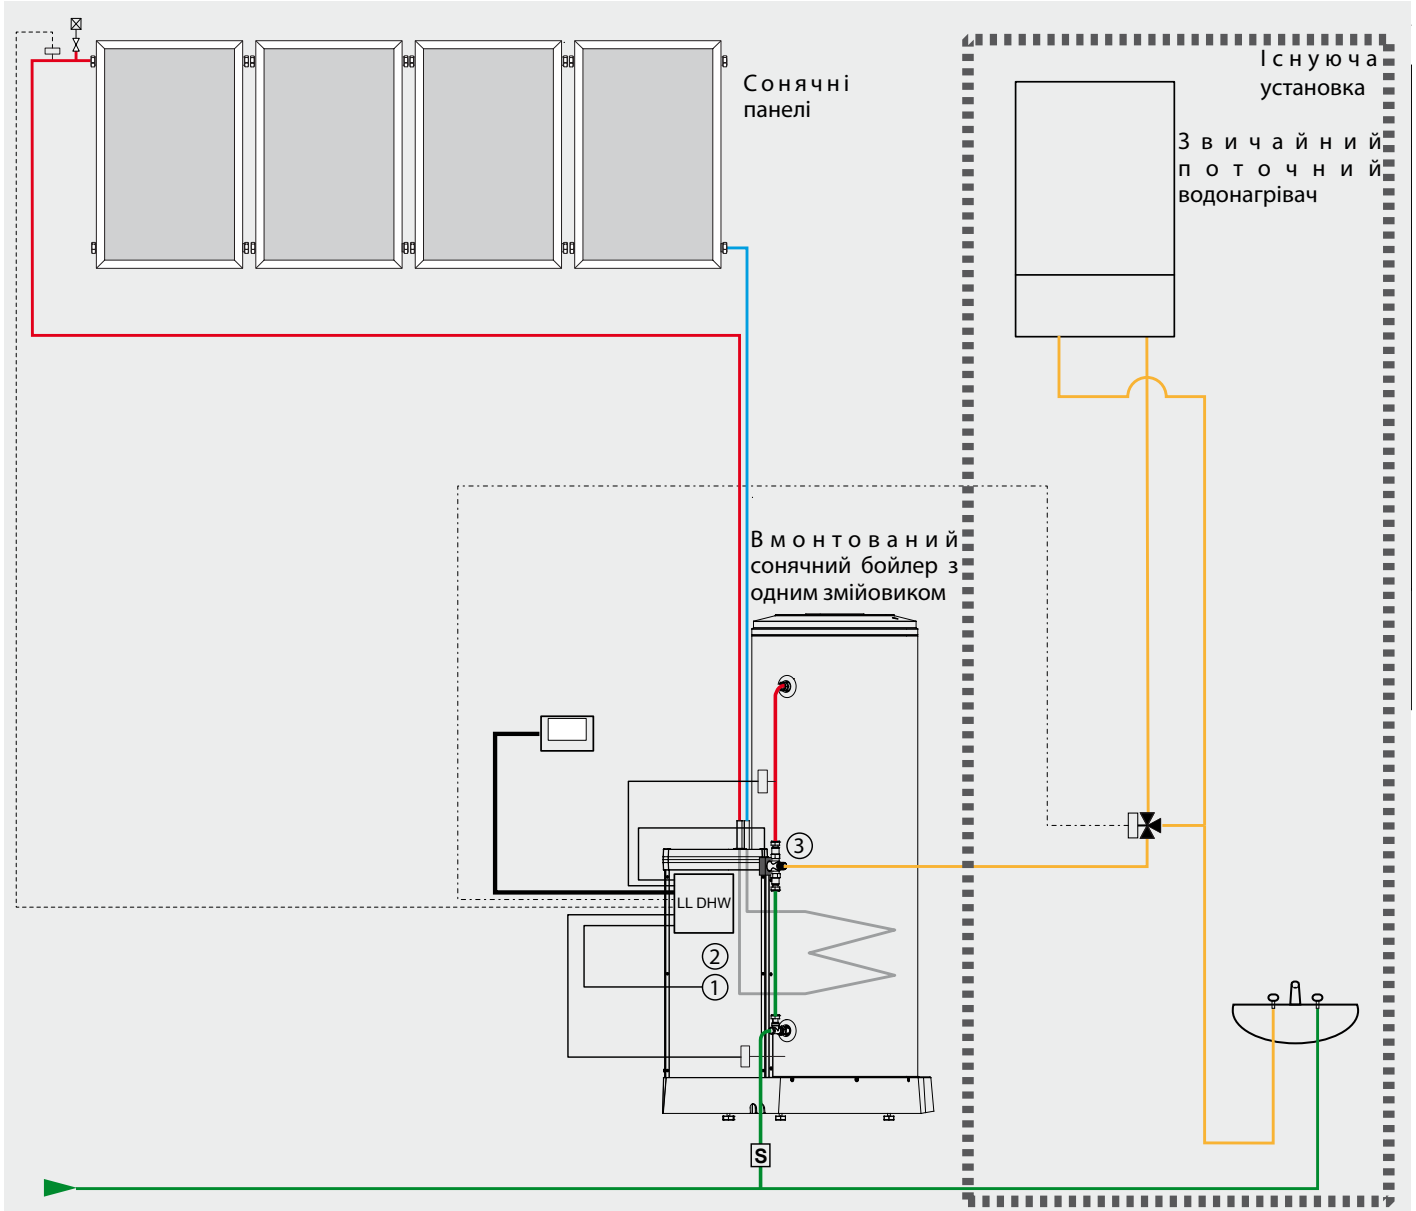 Існуюча
установка
Сонячні
панелі
Звичайний
поточний
водонагрівач
Вмонтований
сонячний бойлер з
одним змійовиком
3
LL DHW
2
1
S